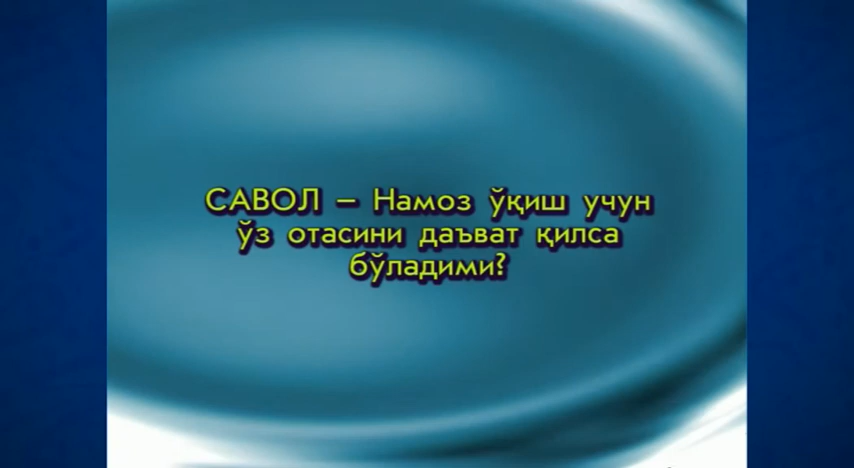 САВОЛ – Намоз ўқиш учун
ўз отасини даъват қилса
бўладими?